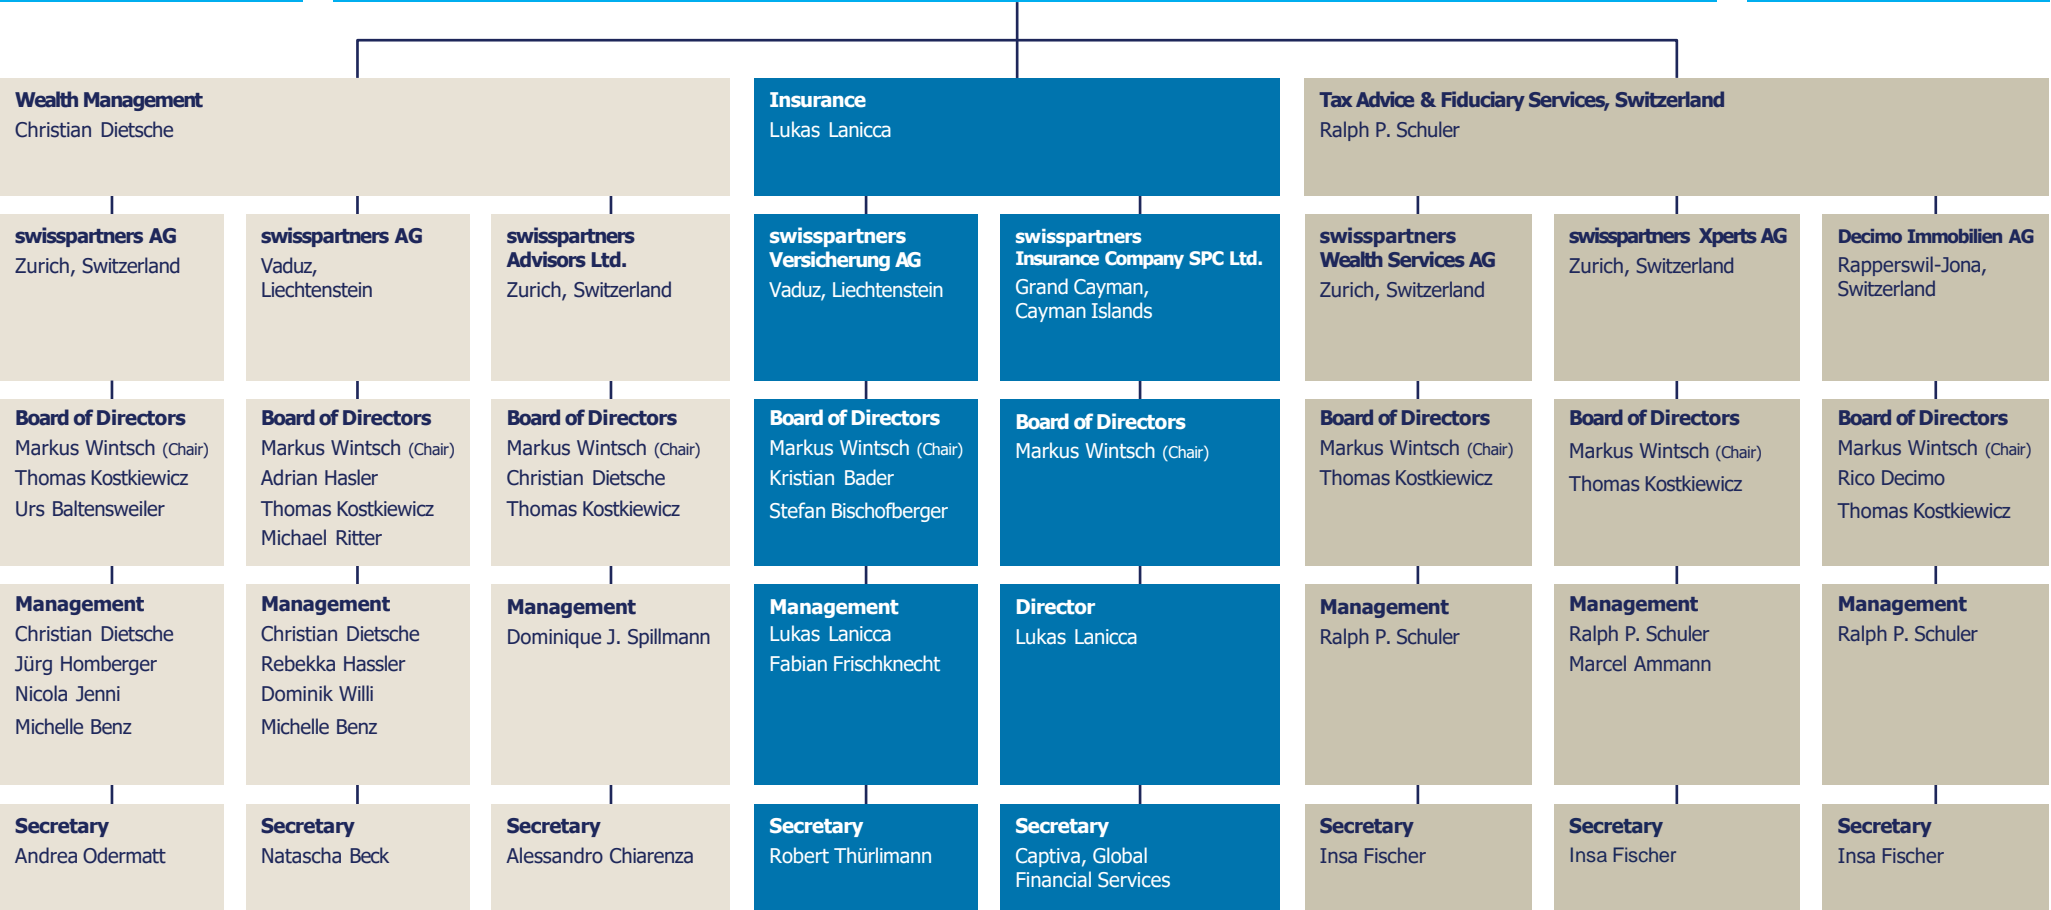 Wealth Management
Christian Dietsche
Insurance
Lukas Lanicca
Tax Advice & Fiduciary Services, Switzerland
Ralph P. Schuler
swisspartners AG
Zurich, Switzerland
swisspartners AG
Vaduz,
Liechtenstein
swisspartners
Advisors Ltd.
Zurich, Switzerland
swisspartners
Versicherung AG
Vaduz, Liechtenstein
swisspartners
Insurance Company SPC Ltd.
Grand Cayman,
Cayman Islands
swisspartners
Wealth Services AG
Zurich, Switzerland
swisspartners Xperts AG
Zurich, Switzerland
Decimo Immobilien AG
Rapperswil-Jona,
Switzerland
Board of Directors
Markus Wintsch (Chair)
Thomas Kostkiewicz
Urs Baltensweiler
Board of Directors
Markus Wintsch (Chair)
Adrian Hasler
Thomas Kostkiewicz
Michael Ritter
Board of Directors
Markus Wintsch (Chair)
Christian Dietsche
Thomas Kostkiewicz
Board of Directors
Markus Wintsch (Chair)
Kristian Bader
Stefan Bischofberger
Board of Directors
Markus Wintsch (Chair)
Board of Directors
Markus Wintsch (Chair)
Thomas Kostkiewicz
Board of Directors
Markus Wintsch (Chair)
Thomas Kostkiewicz
Board of Directors
Markus Wintsch (Chair)
Rico Decimo
Thomas Kostkiewicz
Management
Christian Dietsche
Jürg Homberger
Nicola Jenni
Michelle Benz
Management
Christian Dietsche
Rebekka Hassler
Dominik Willi
Michelle Benz
Management
Dominique J. Spillmann
Management
Lukas Lanicca
Fabian Frischknecht
Director
Lukas Lanicca
Management
Ralph P. Schuler
Management
Ralph P. Schuler
Marcel Ammann
Management
Ralph P. Schuler
Secretary
Andrea Odermatt
Secretary
Natascha Beck
Secretary
Alessandro Chiarenza
Secretary
Robert Thürlimann
Secretary
Captiva, Global
Financial Services
Secretary
Insa Fischer
Secretary
Insa Fischer
Secretary
Insa Fischer